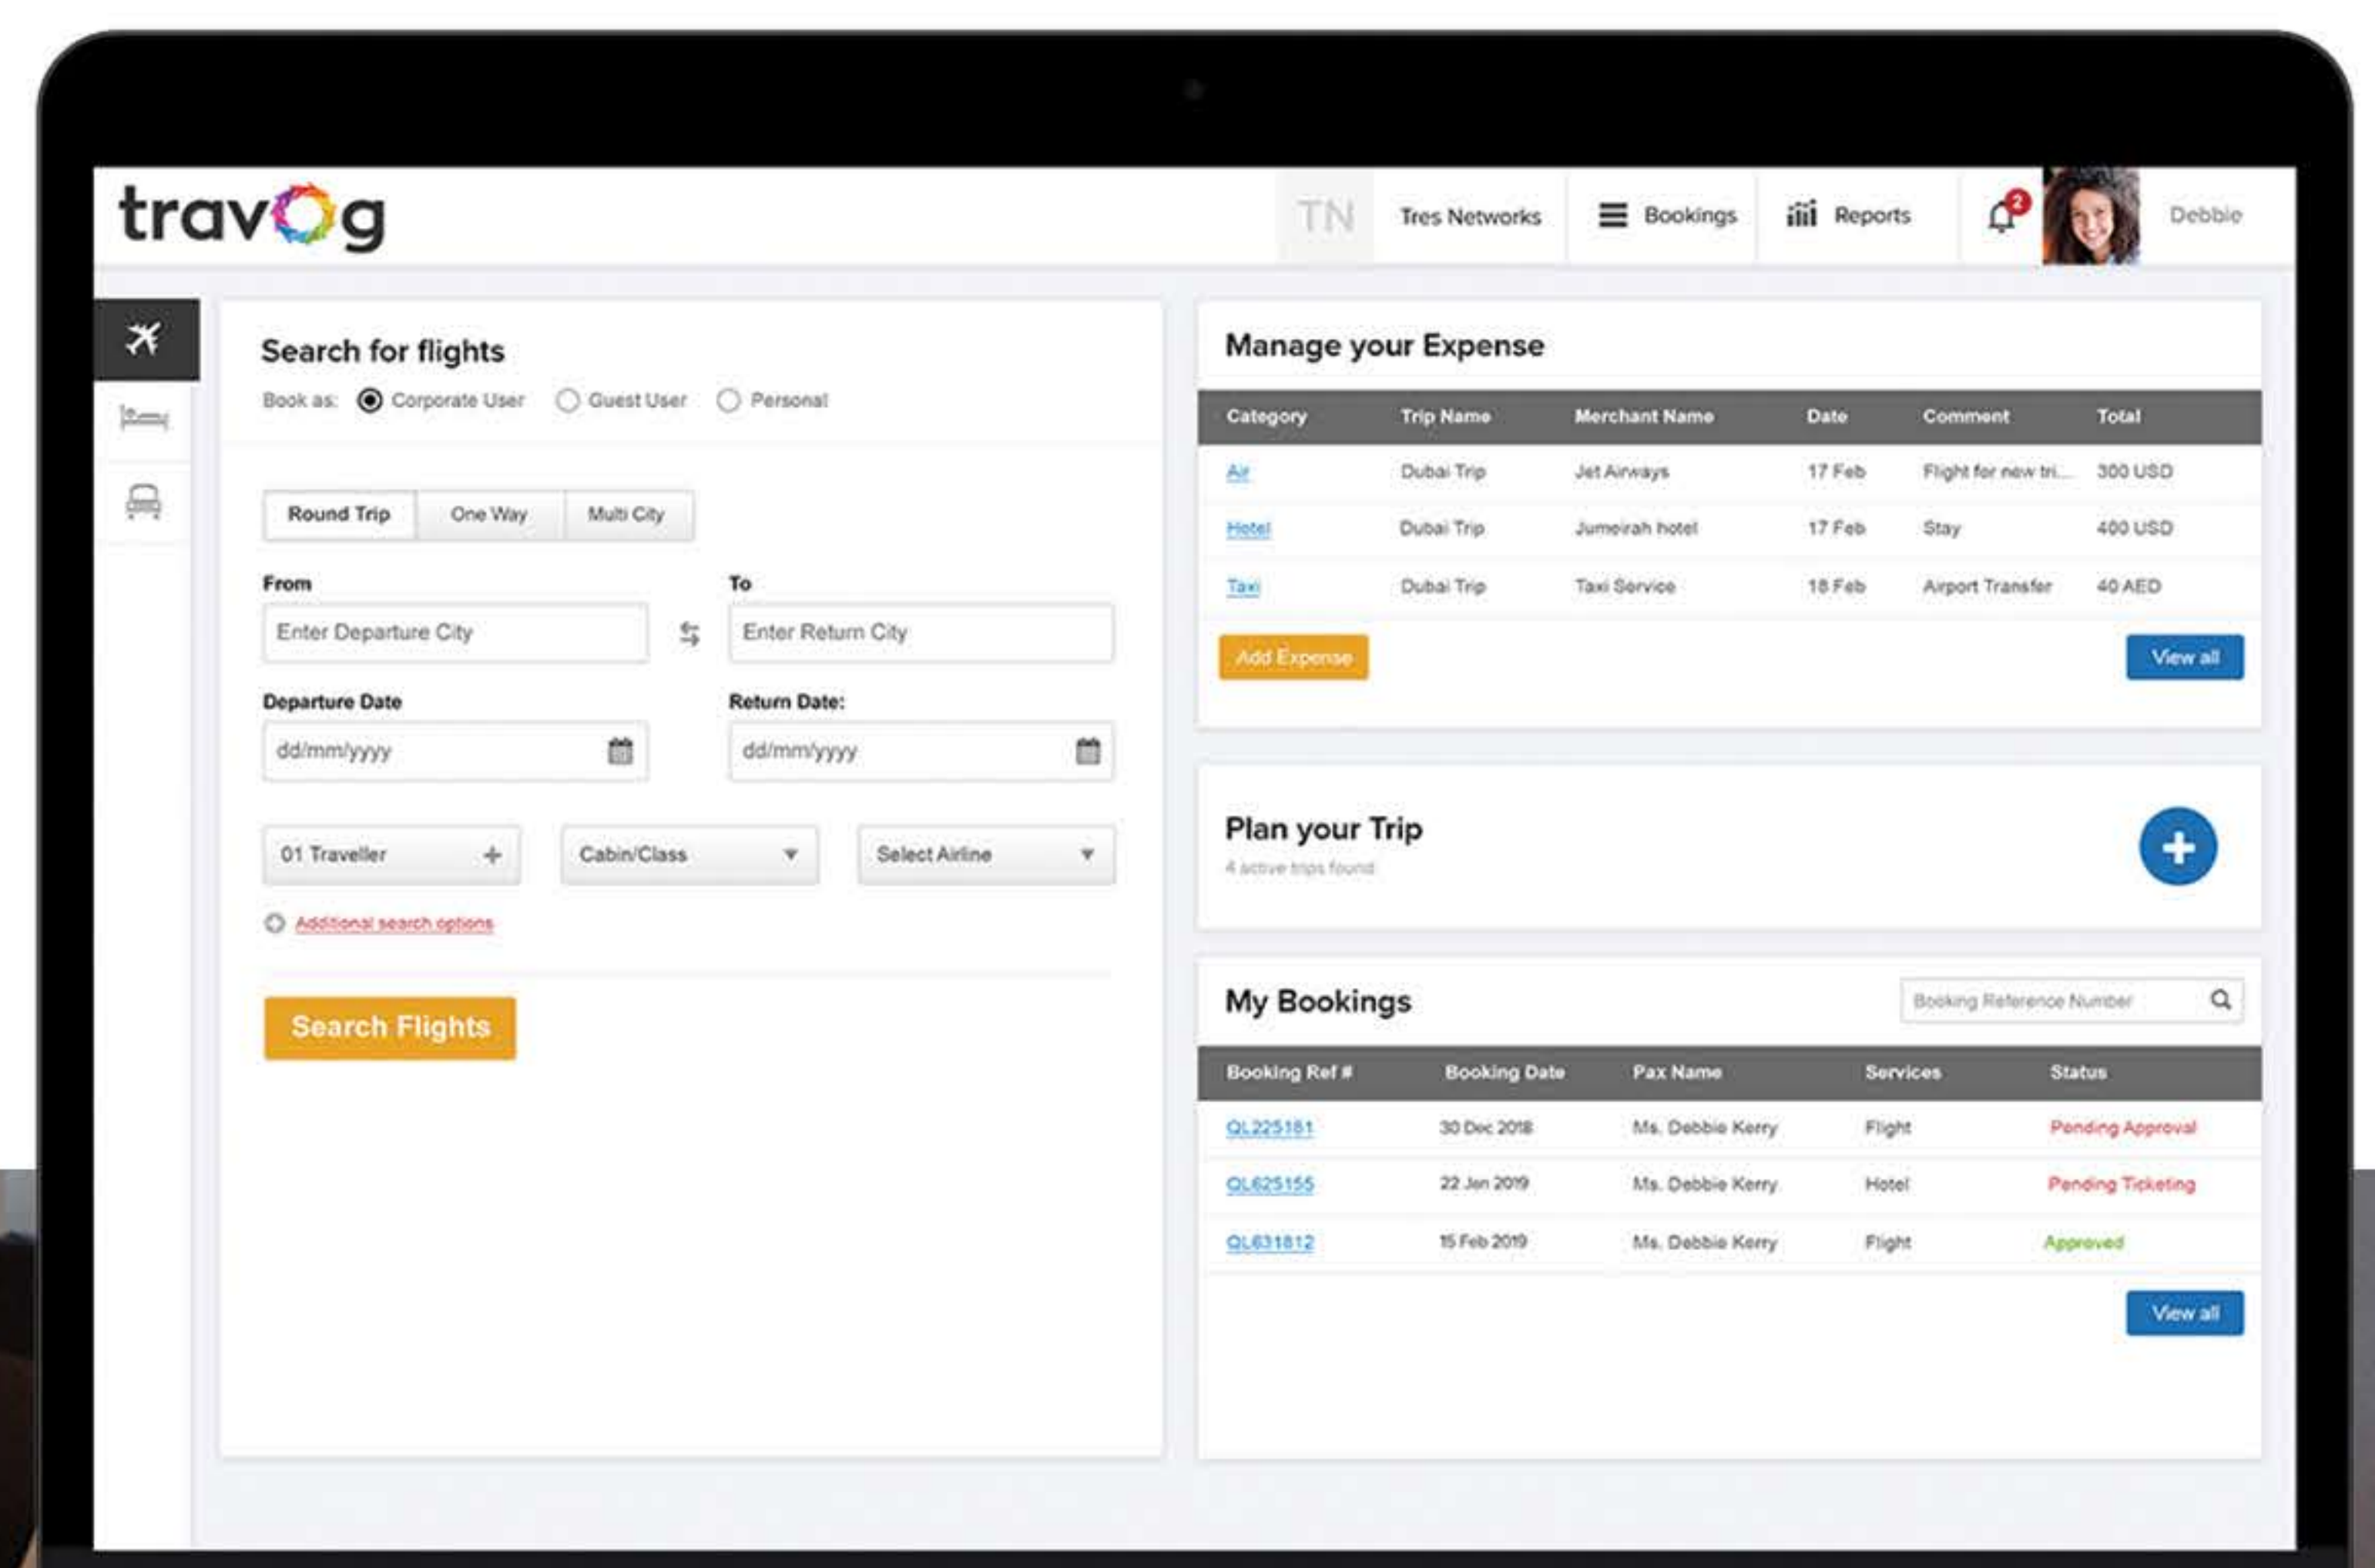 travOg
TN Tres Networks Bookings Reports 2 Debbie
Search for flights
Book as: Corporate User Guest User Personal
Round Trip One Way Multi City
From To
Enter Departure City Enter Return City
Departure Date Return Date:
dd/mm/yyyy dd/mm/yyyy
01 Traveller Cabin/Class Select Airline
Additional search options
Search Flights
Manage your Expense
Category Trip Name Merchant Name Date Comment Total
Air Dubai Trip Jet Airways 17 Feb Flight for new tri... 300 USD
Hotel Dubai Trip Jumeirah hotel 17 Feb Stay 400 USD
Taxi Dubai Trip Taxi Service 18 Feb Airport Transfer 40 AED
Add Expense View all
Plan your Trip
4 active trips found
My Bookings Booking Reference Number
Booking Ref # Booking Date Pax Name Services Status
QL225161 30 Dec 2018 Ms. Debbie Kerry Flight Pending Approval
QL625155 22 Jan 2019 Ms. Debbie Kerry Hotel Pending Ticketing
QL631812 15 Feb 2019 Ms. Debbie Kerry Flight Approved
View all